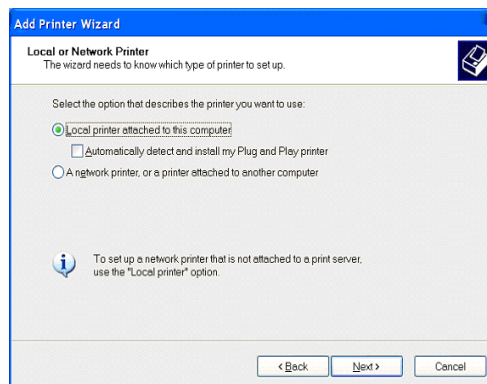 Add Printer Wizard
Local or Network Printer
The wizard needs to know which type of printer to set up.
Select the option that describes the printer you want to use:
Local printer attached to this computer
Automatically detect and install my Plug and Play printer
A network printer, or a printer attached to another computer
To set up a network printer that is not attached to a print server,
use the "Local printer" option.
< Back Next > Cancel